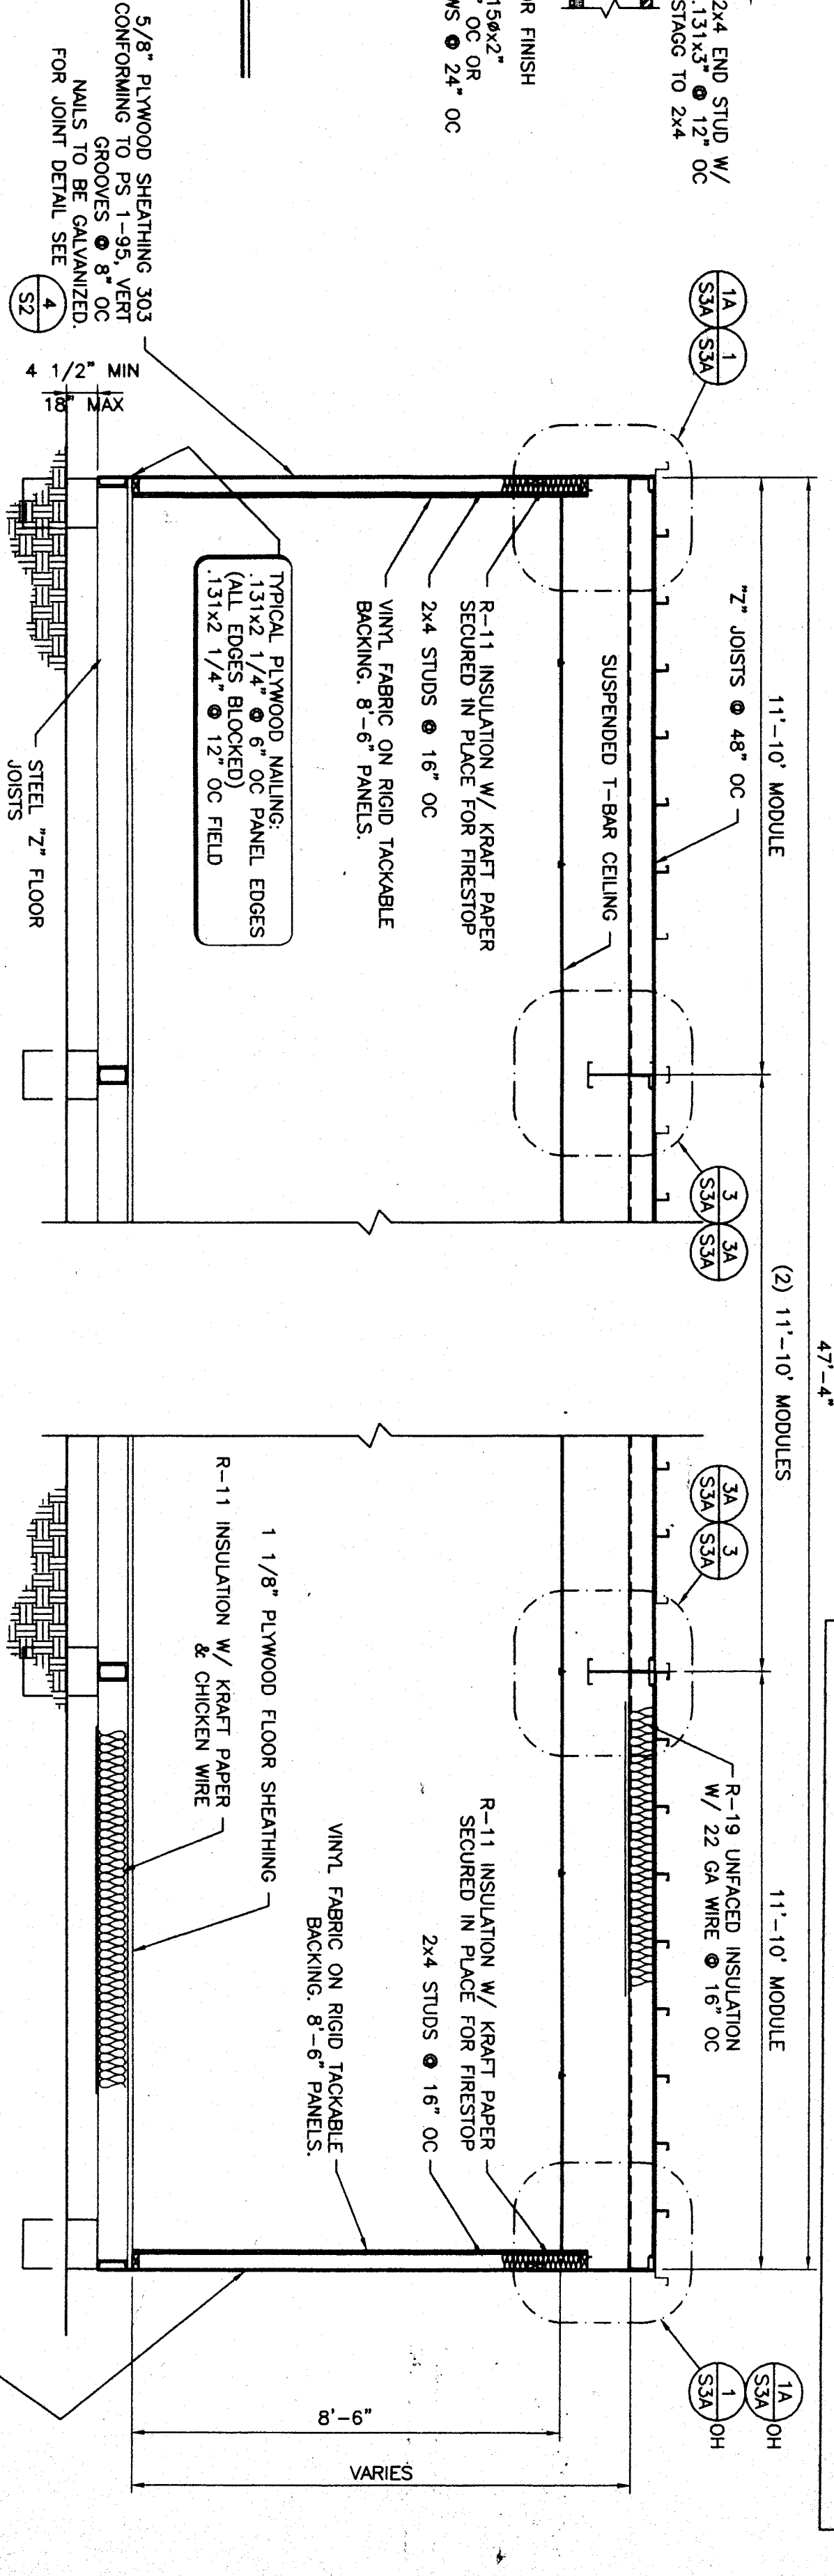 2x4 END STUD W/
.131x3" @ 12" OC
STAGG TO 2x4
OR FINISH
15øx2"
" OC OR
WS @ 24" OC
5/8" PLYWOOD SHEATHING 303
CONFORMING TO PS 1-95, VERT
GROOVES @ 8" OC
NAILS TO BE GALVANIZED.
FOR JOINT DETAIL SEE
4
S2
4 1/2" MIN
18" MAX
1A
S3A
1
S3A
47'-4"
11'-10' MODULE
(2) 11'-10' MODULES
11'-10' MODULE
"Z" JOISTS @ 48" OC
SUSPENDED T-BAR CEILING
R-11 INSULATION W/ KRAFT PAPER
SECURED IN PLACE FOR FIRESTOP
2x4 STUDS @ 16" OC
VINYL FABRIC ON RIGID TACKABLE
BACKING. 8'-6" PANELS.
TYPICAL PLYWOOD NAILING:
.131x2 1/4" @ 6" OC PANEL EDGES
(ALL EDGES BLOCKED)
.131x2 1/4" @ 12" OC FIELD
STEEL "Z" FLOOR
JOISTS
3
S3A
3A
S3A
3A
S3A
3
S3A
R-19 UNFACED INSULATION
W/ 22 GA WIRE @ 16" OC
R-11 INSULATION W/ KRAFT PAPER
SECURED IN PLACE FOR FIRESTOP
2x4 STUDS @ 16" OC
VINYL FABRIC ON RIGID TACKABLE
BACKING. 8'-6" PANELS.
1 1/8" PLYWOOD FLOOR SHEATHING
R-11 INSULATION W/ KRAFT PAPER
& CHICKEN WIRE
1A
S3A
OH
1
S3A
OH
8'-6"
VARIES